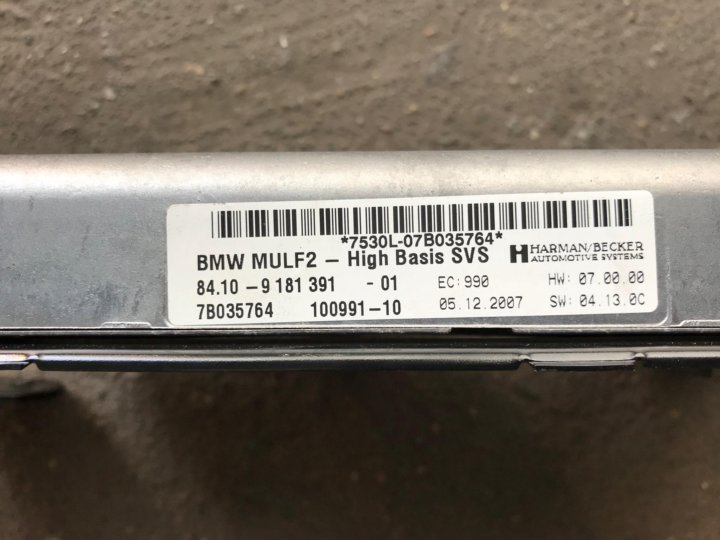 *7530L-07B035764*
BMW MULF2 – High Basis SVS
HARMAN/BECKER
AUTOMOTIVE SYSTEMS
84.10 – 9 181 391 - 01 EC: 990 HW: 07.00.00
7B035764 100991–10 05.12.2007 SW: 04.13.0C